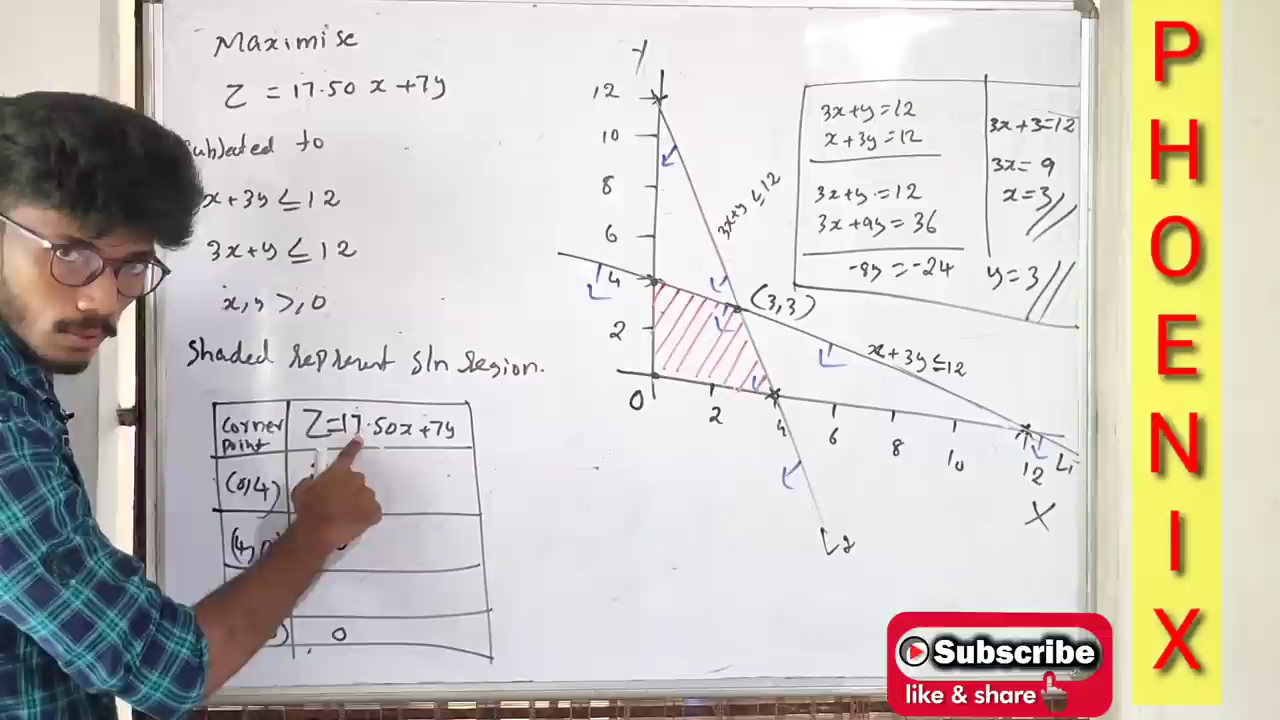 Maximise
Z = 17.50 x + 7y
to
x + 3y ≤ 12
3x + y ≤ 12
x, y >, 0
Shaded represent sln region.
Corner point
Z=17.50x+7y
(0,4)
(4,0
0
Y
12
10
8
6
4
2
0
2
4
6
8
10
12
X
3x+y ≤ 12
(3,3)
x+3y ≤ 12
L1
L2
3x+y = 12
x+3y = 12
3x+y = 12
3x+9y = 36
-8y = -24
3x+3=12
3x = 9
x = 3//
y = 3//
PHOENIX
Subscribe
like & share